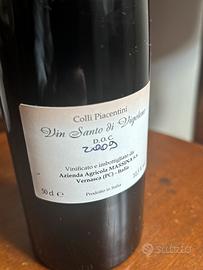 Colli Piacentini
Vin Santo di Vigoleno
D.O.C.
2009
Vinificato e imbottigliato da
Azienda Agricola MASSINA s.s.
Vernasca (PC) - Italia
50 cl e
Prodotto in Italia
subito